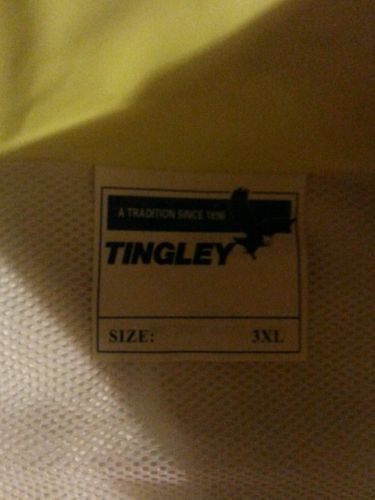 A TRADITION SINCE 1896
TINGLEY
SIZE: 3XL